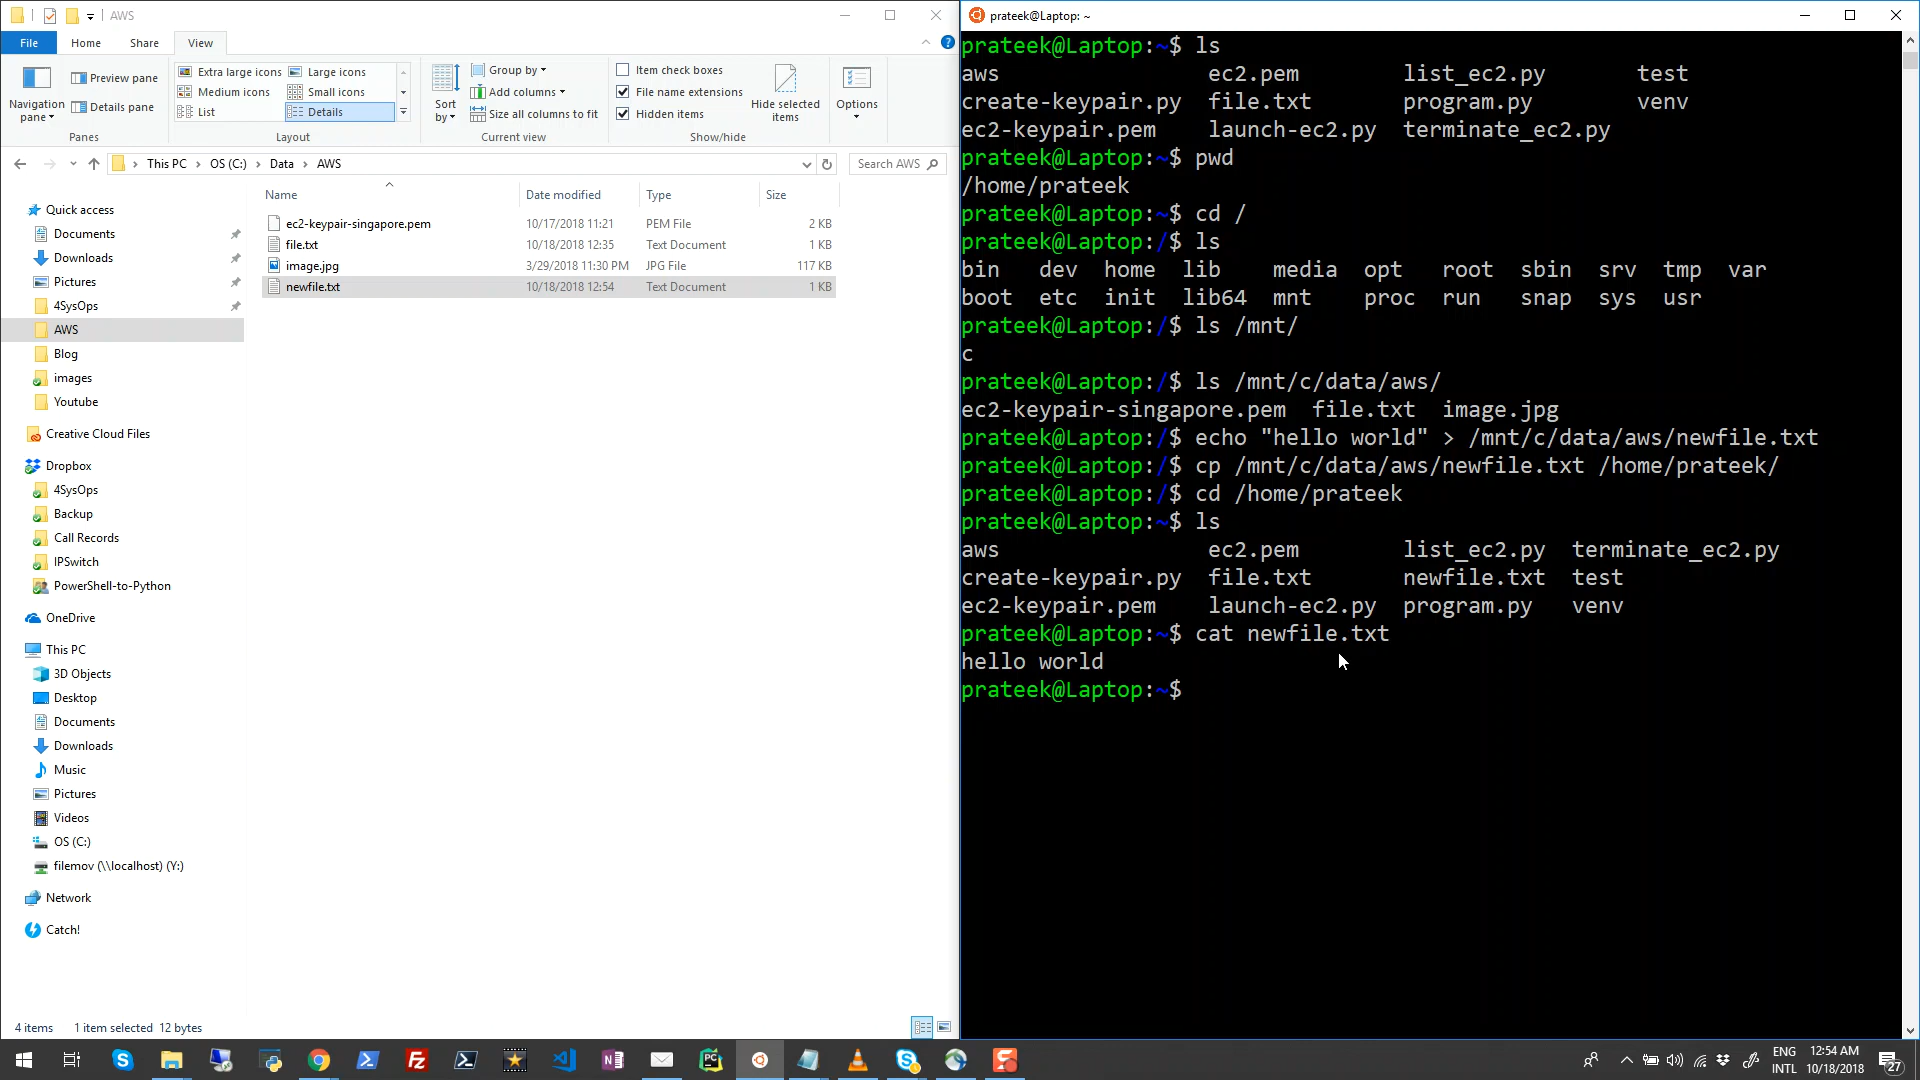 AWS
File Home Share View
Preview pane
Details pane
Navigation pane
Panes
Extra large icons Large icons
Medium icons Small icons
List Details
Layout
Sort by
Group by
Add columns
Size all columns to fit
Current view
Item check boxes
File name extensions
Hidden items
Hide selected items
Show/hide
Options
This PC > OS (C:) > Data > AWS
Search AWS
Name Date modified Type Size
ec2-keypair-singapore.pem 10/17/2018 11:21 PEM File 2 KB
file.txt 10/18/2018 12:35 Text Document 1 KB
image.jpg 3/29/2018 11:30 PM JPG File 117 KB
newfile.txt 10/18/2018 12:54 Text Document 1 KB
Quick access
Documents
Downloads
Pictures
4SysOps
AWS
Blog
images
Youtube
Creative Cloud Files
Dropbox
4SysOps
Backup
Call Records
IPSwitch
PowerShell-to-Python
OneDrive
This PC
3D Objects
Desktop
Documents
Downloads
Music
Pictures
Videos
OS (C:)
filemov (\\localhost) (Y:)
Network
Catch!
4 items 1 item selected 12 bytes
prateek@Laptop: ~
prateek@Laptop:~$ ls
aws ec2.pem list_ec2.py test
create-keypair.py file.txt program.py venv
ec2-keypair.pem launch-ec2.py terminate_ec2.py
prateek@Laptop:~$ pwd
/home/prateek
prateek@Laptop:~$ cd /
prateek@Laptop:/$ ls
bin dev home lib media opt root sbin srv tmp var
boot etc init lib64 mnt proc run snap sys usr
prateek@Laptop:/$ ls /mnt/
c
prateek@Laptop:/$ ls /mnt/c/data/aws/
ec2-keypair-singapore.pem file.txt image.jpg
prateek@Laptop:/$ echo "hello world" > /mnt/c/data/aws/newfile.txt
prateek@Laptop:/$ cp /mnt/c/data/aws/newfile.txt /home/prateek/
prateek@Laptop:/$ cd /home/prateek
prateek@Laptop:~$ ls
aws ec2.pem list_ec2.py terminate_ec2.py
create-keypair.py file.txt newfile.txt test
ec2-keypair.pem launch-ec2.py program.py venv
prateek@Laptop:~$ cat newfile.txt
hello world
prateek@Laptop:~$
ENG 12:54 AM
INTL 10/18/2018
27